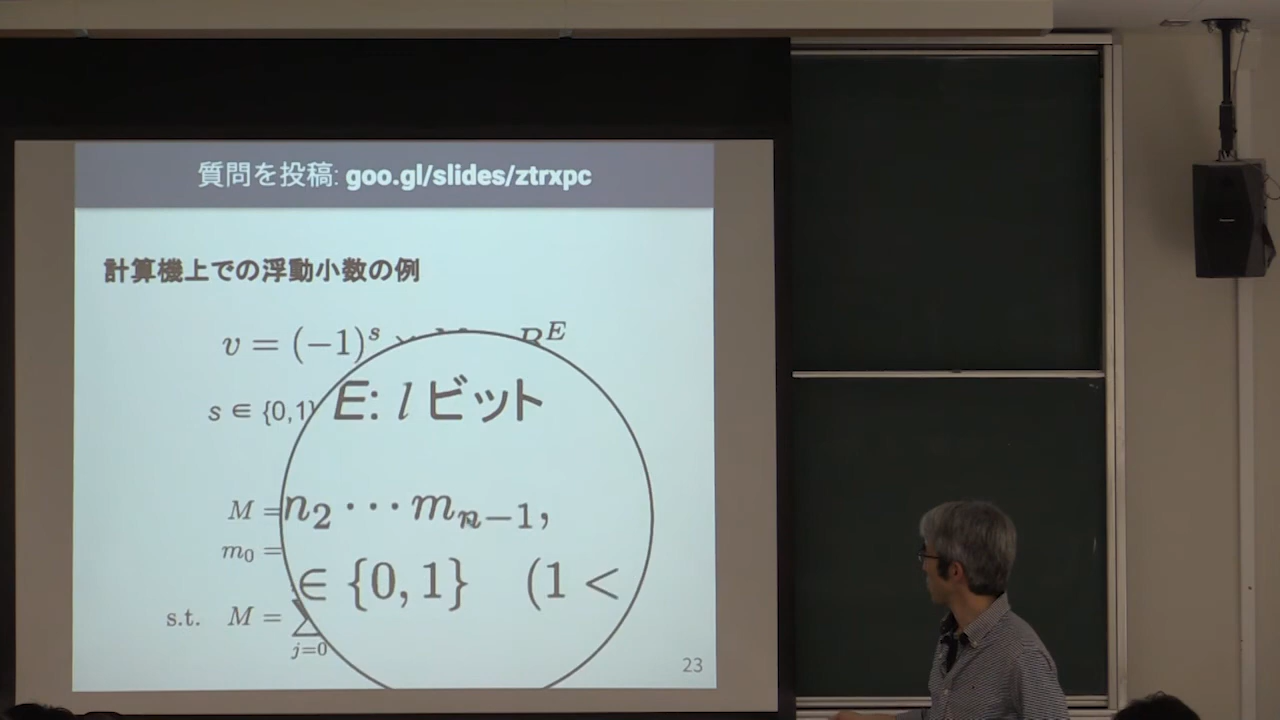 質問を投稿: goo.gl/slides/ztrxpc
計算機上での浮動小数の例
v = (−1)^s B^E
s ∈ {0,1} E: l ビット
M = n_2 ··· m_{n−1},
m_0 = ∈ {0, 1} (1 <
s.t. M = ∑_{j=0}
23